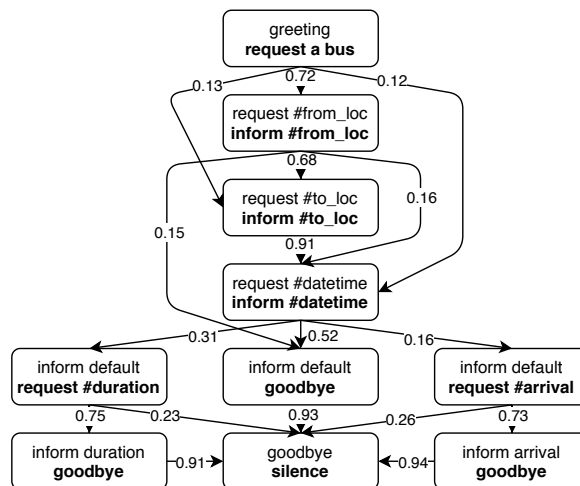 greeting
request a bus
0.13
0.72
0.12
request #from_loc
inform #from_loc
0.68
0.15
0.16
request #to_loc
inform #to_loc
0.91
request #datetime
inform #datetime
0.31
0.52
0.16
inform default
request #duration
inform default
goodbye
inform default
request #arrival
0.75
0.23
0.93
0.26
0.73
inform duration
goodbye
0.91
goodbye
silence
0.94
inform arrival
goodbye